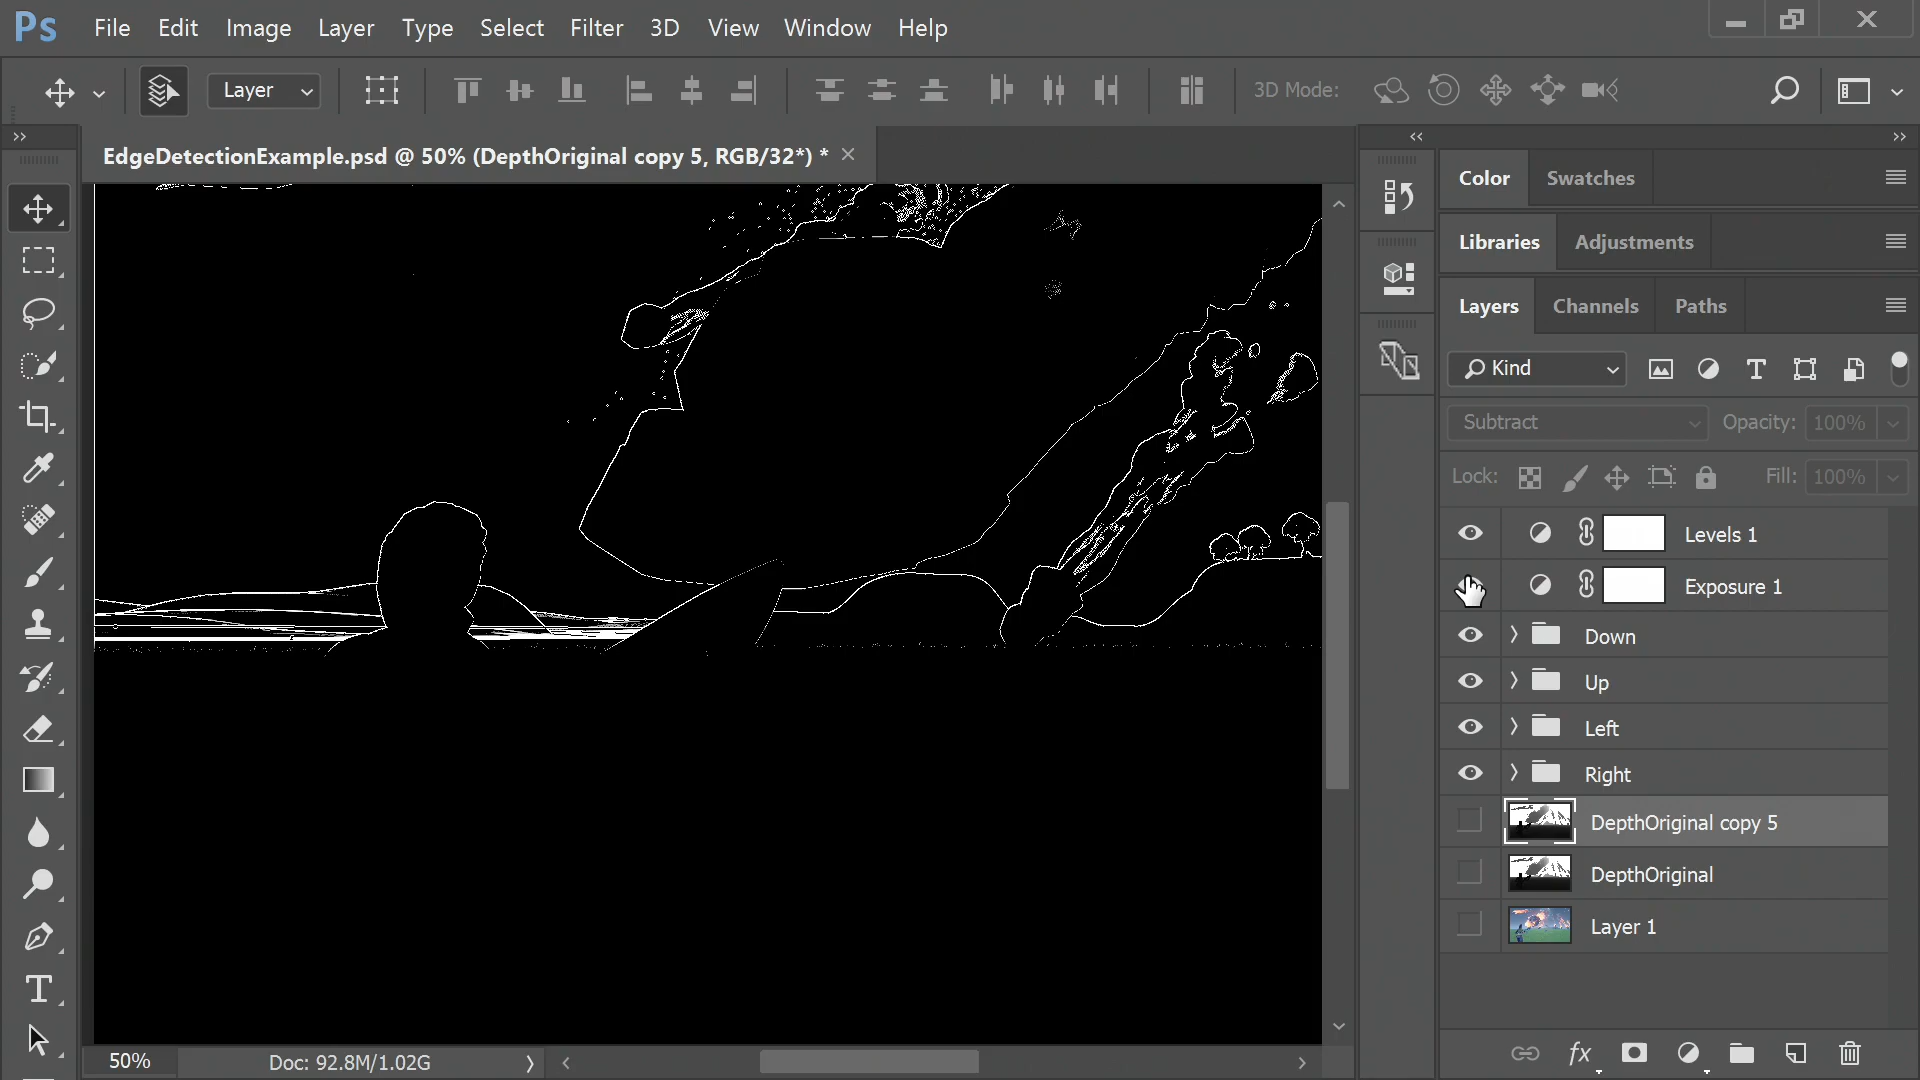 Ps File Edit Image Layer Type Select Filter 3D View Window Help
Layer 3D Mode:
EdgeDetectionExample.psd @ 50% (DepthOriginal copy 5, RGB/32*) *
Color Swatches
Libraries Adjustments
Layers Channels Paths
Kind
Subtract Opacity: 100%
Lock: Fill: 100%
Levels 1
Exposure 1
Down
Up
Left
Right
DepthOriginal copy 5
DepthOriginal
Layer 1
50% Doc: 92.8M/1.02G
fx